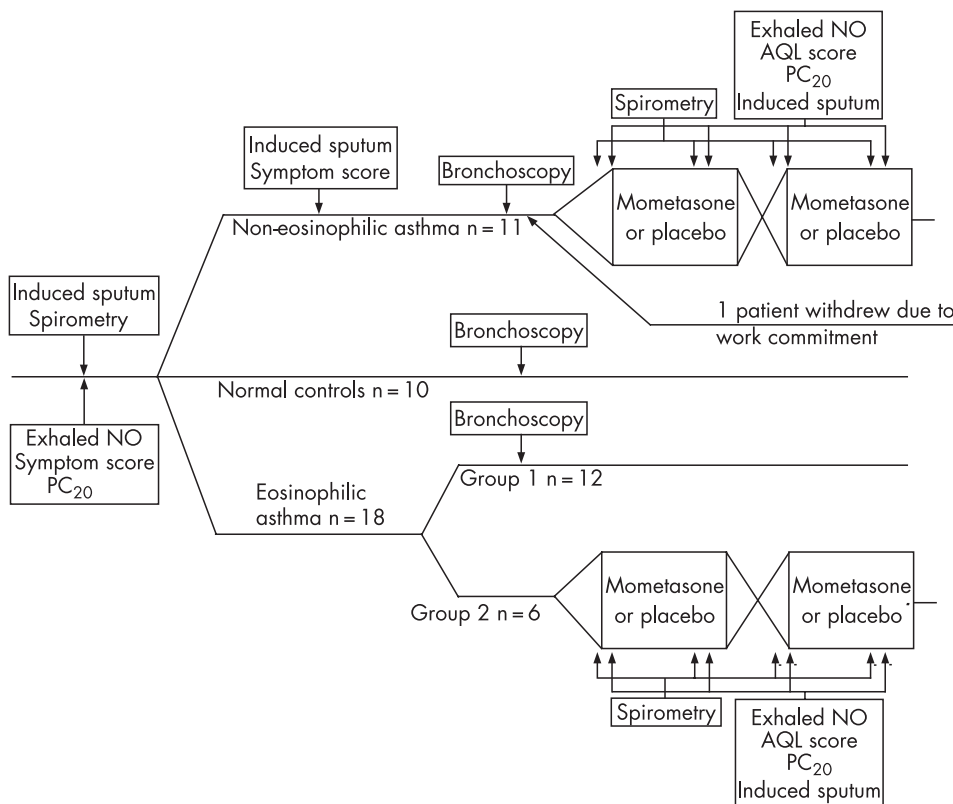 Exhaled NO
AQL score
PC20
Induced sputum
Spirometry
Induced sputum
Symptom score
Bronchoscopy
Mometasone
or placebo
Mometasone
or placebo
Non-eosinophilic asthma n = 11
Induced sputum
Spirometry
1 patient withdrew due to
work commitment
Bronchoscopy
Normal controls n = 10
Exhaled NO
Symptom score
PC20
Bronchoscopy
Group 1 n = 12
Eosinophilic
asthma n = 18
Mometasone
or placebo
Mometasone
or placebo
Group 2 n = 6
Spirometry
Exhaled NO
AQL score
PC20
Induced sputum